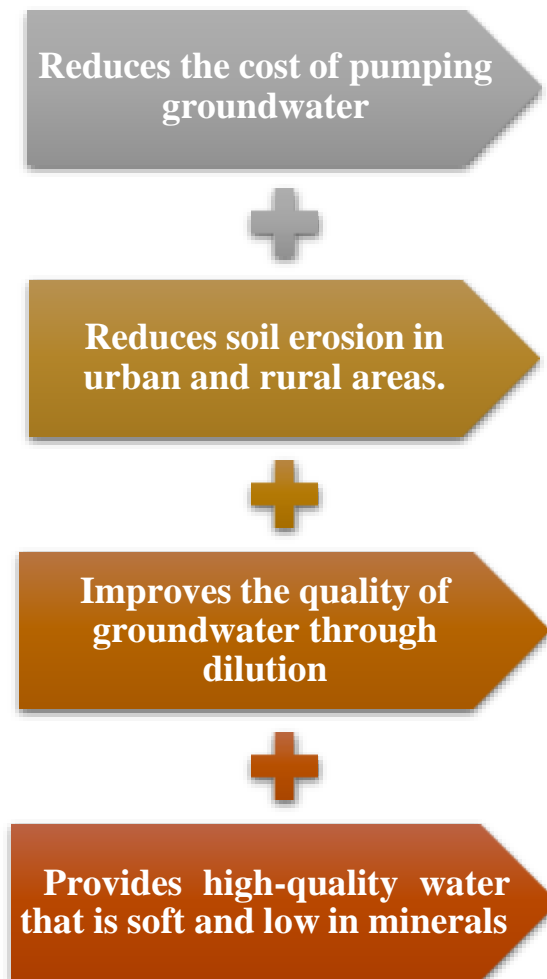 Reduces the cost of pumping
groundwater
Reduces soil erosion in
urban and rural areas.
Improves the quality of
groundwater through
dilution
Provides high-quality water
that is soft and low in minerals